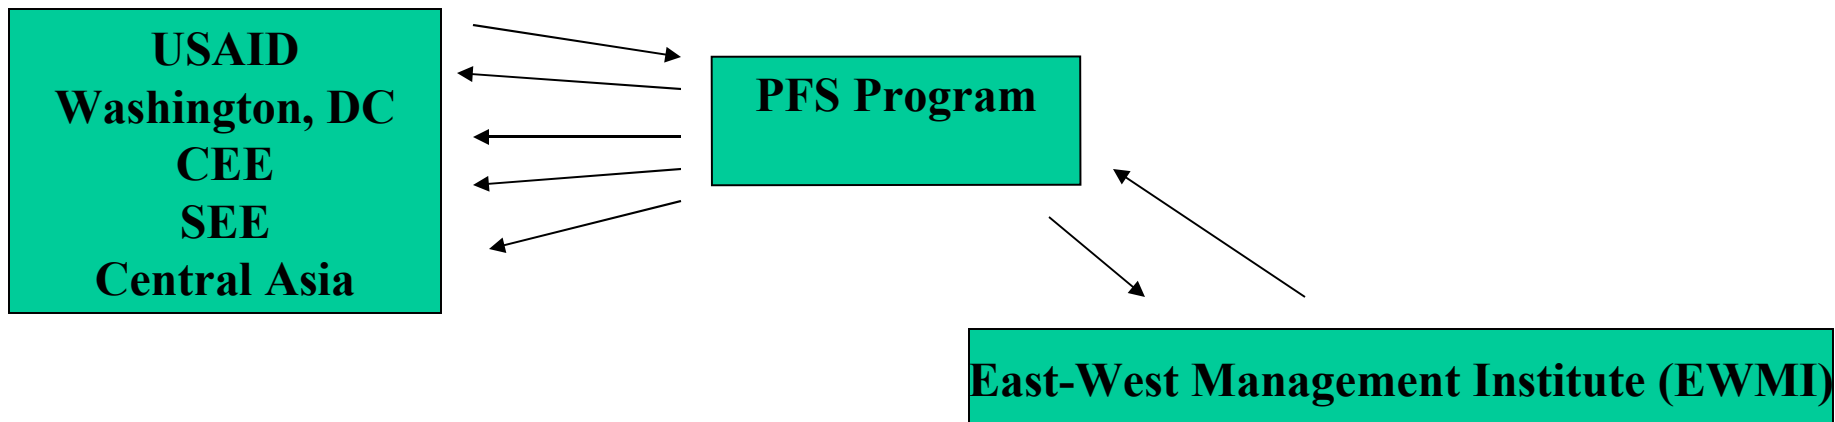 USAID
Washington, DC
CEE
SEE
Central Asia
PFS Program
East-West Management Institute (EWMI)